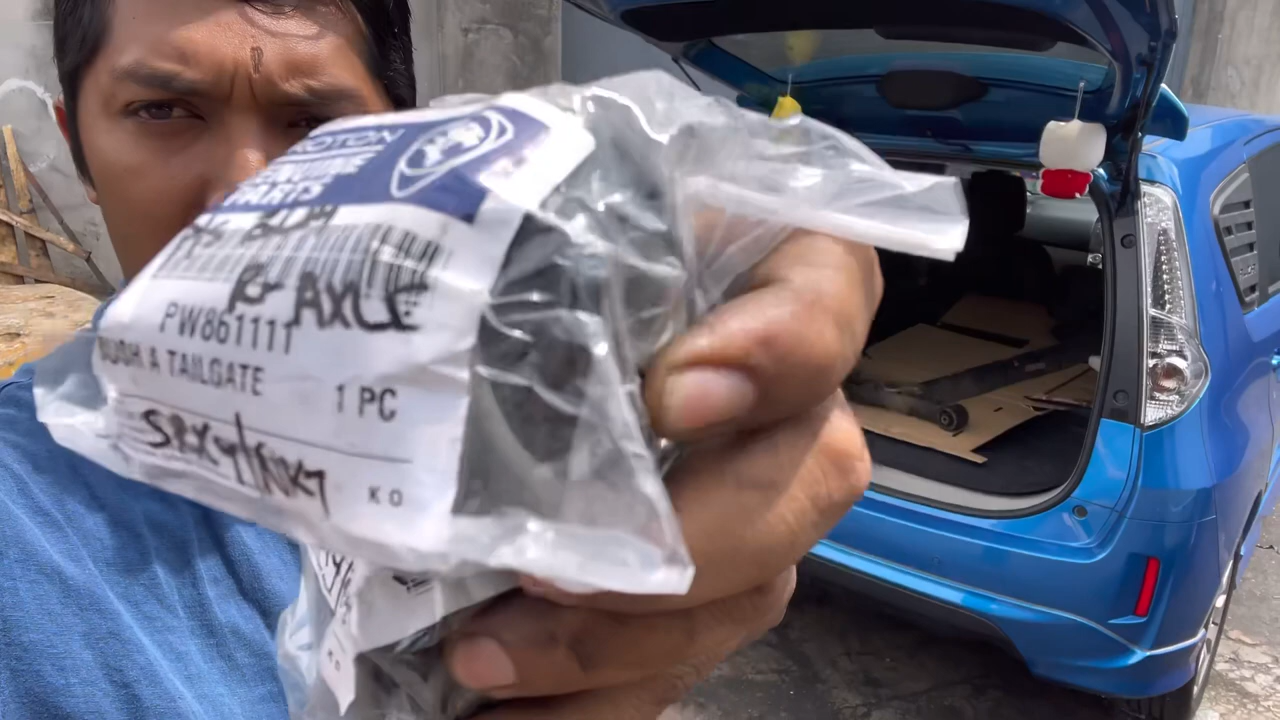 PROTON
GENUINE
PARTS
R- AXLE
PW861111
BUSH A TAILGATE
1 PC
KO